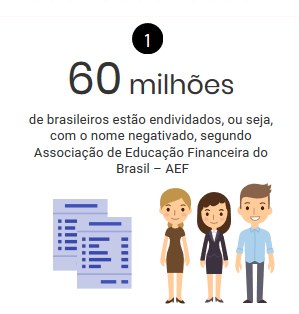 1
60 milhões
de brasileiros estão endividados, ou seja,
com o nome negativado, segundo
Associação de Educação Financeira do
Brasil – AEF